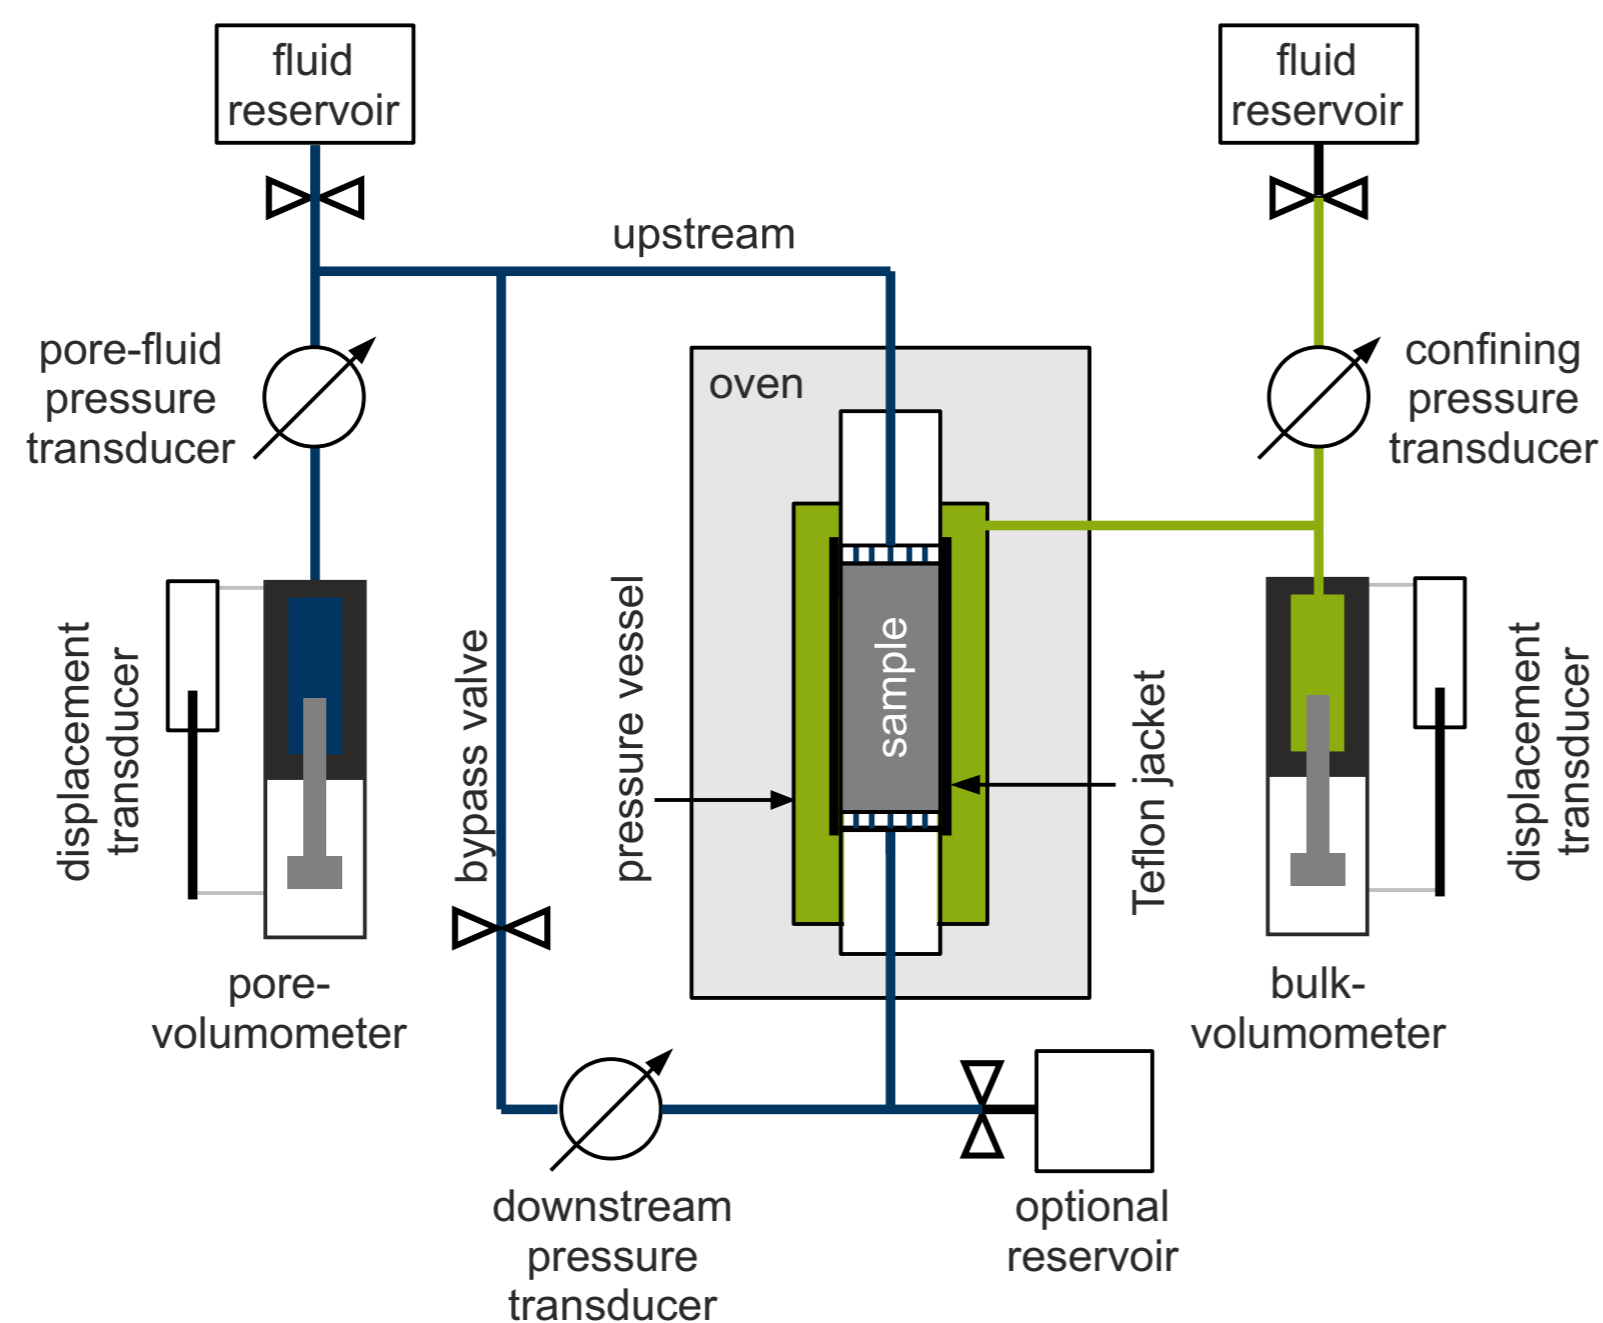 fluid
reservoir
fluid
reservoir
upstream
pore-fluid
pressure
transducer
oven
confining
pressure
transducer
displacement
transducer
bypass valve
pressure vessel
sample
Teflon jacket
displacement
transducer
pore-
volumometer
bulk-
volumometer
downstream
pressure
transducer
optional
reservoir